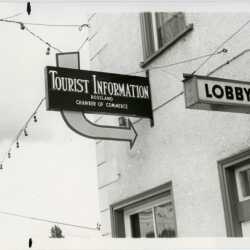 TOURIST INFORMATION
ROSSLAND
CHAMBER OF COMMERCE
LOBBY